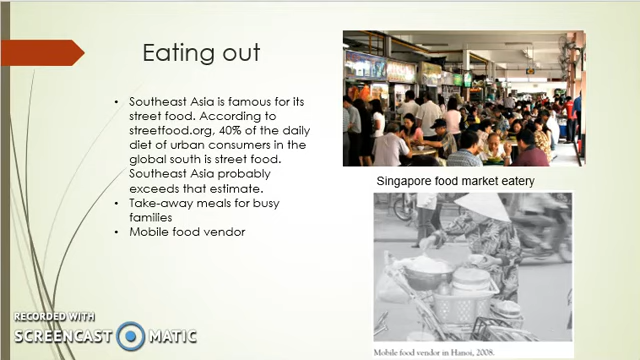 Eating out
• Southeast Asia is famous for its
street food. According to
streetfood.org, 40% of the daily
diet of urban consumers in the
global south is street food.
Southeast Asia probably
exceeds that estimate.
• Take-away meals for busy
families
• Mobile food vendor
Singapore food market eatery
Mobile food vendor in Hanoi, 2008.
RECORDED WITH
SCREENCAST MATIC